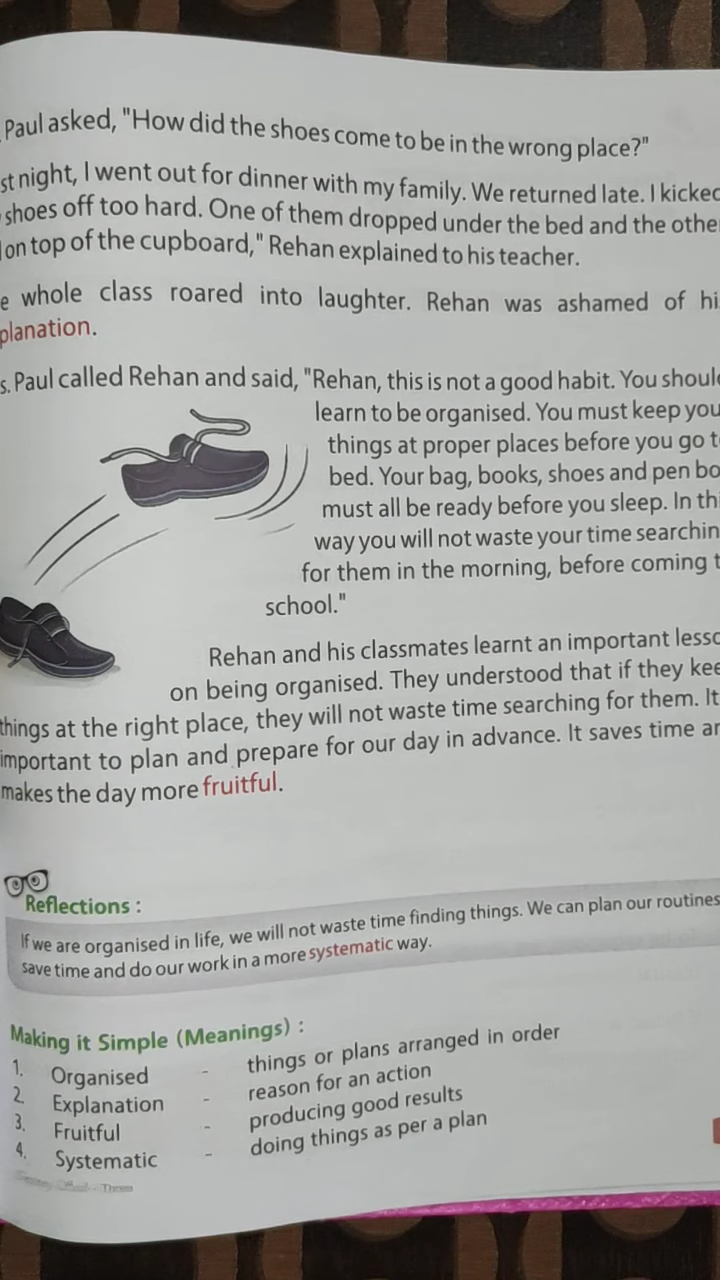 Paul asked, "How did the shoes come to be in the wrong place?"
st night, I went out for dinner with my family. We returned late. I kicked
shoes off too hard. One of them dropped under the bed and the othe
on top of the cupboard," Rehan explained to his teacher.
e whole class roared into laughter. Rehan was ashamed of hi
planation.
s. Paul called Rehan and said, "Rehan, this is not a good habit. You shoul
learn to be organised. You must keep you
things at proper places before you go t
bed. Your bag, books, shoes and pen bo
must all be ready before you sleep. In thi
way you will not waste your time searchin
for them in the morning, before coming t
school."
Rehan and his classmates learnt an important lesso
on being organised. They understood that if they kee
things at the right place, they will not waste time searching for them. It
important to plan and prepare for our day in advance. It saves time an
makes the day more fruitful.
Reflections :
If we are organised in life, we will not waste time finding things. We can plan our routines
save time and do our work in a more systematic way.
Making it Simple (Meanings) :
1. Organised - things or plans arranged in order
2. Explanation - reason for an action
3. Fruitful - producing good results
4. Systematic - doing things as per a plan
Three